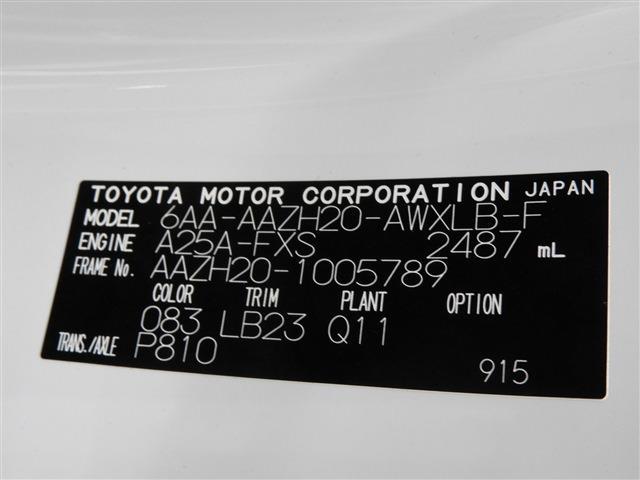 TOYOTA MOTOR CORPORATION JAPAN
MODEL 6AA-AAZH20-AWXLB-F
ENGINE A25A-FXS 2487 mL
FRAME No. AAZH20-1005789
COLOR TRIM PLANT OPTION
083 LB23 Q11
TRANS./AXLE P810
915